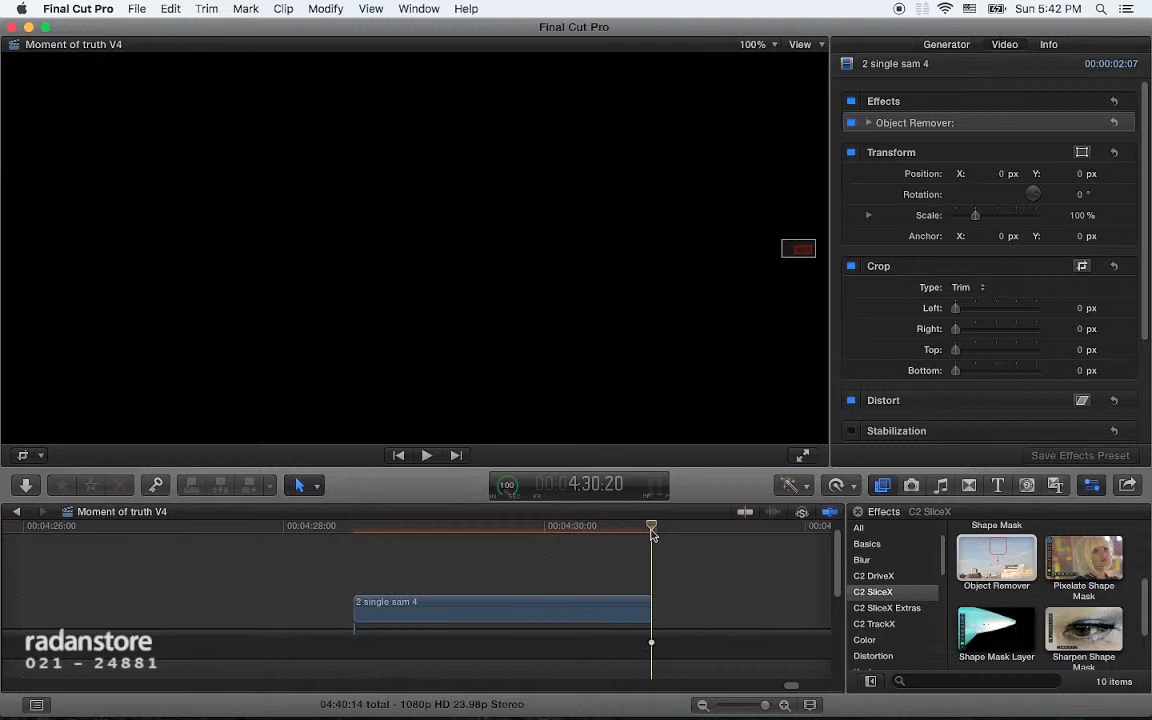 Final Cut Pro File Edit Trim Mark Clip Modify View Window Help Sun 5:42 PM
Final Cut Pro
Moment of truth V4 100% View
Generator Video Info
2 single sam 4 00:00:02:07
Effects
Object Remover:
Transform
Position: X: 0 px Y: 0 px
Rotation: 0 °
Scale: 100 %
Anchor: X: 0 px Y: 0 px
Crop
Type: Trim
Left: 0 px
Right: 0 px
Top: 0 px
Bottom: 0 px
Distort
Stabilization
Save Effects Preset
100 4:30:20
Moment of truth V4
00:04:26:00 00:04:28:00 00:04:30:00 00:04
2 single sam 4
Effects C2 SliceX
All
Basics
Blur
C2 DriveX
C2 SliceX
C2 SliceX Extras
C2 TrackX
Color
Distortion
Shape Mask
Object Remover
Pixelate Shape
Mask
Shape Mask Layer
Sharpen Shape
Mask
10 items
radanstore
021 - 24881
04:40:14 total - 1080p HD 23.98p Stereo